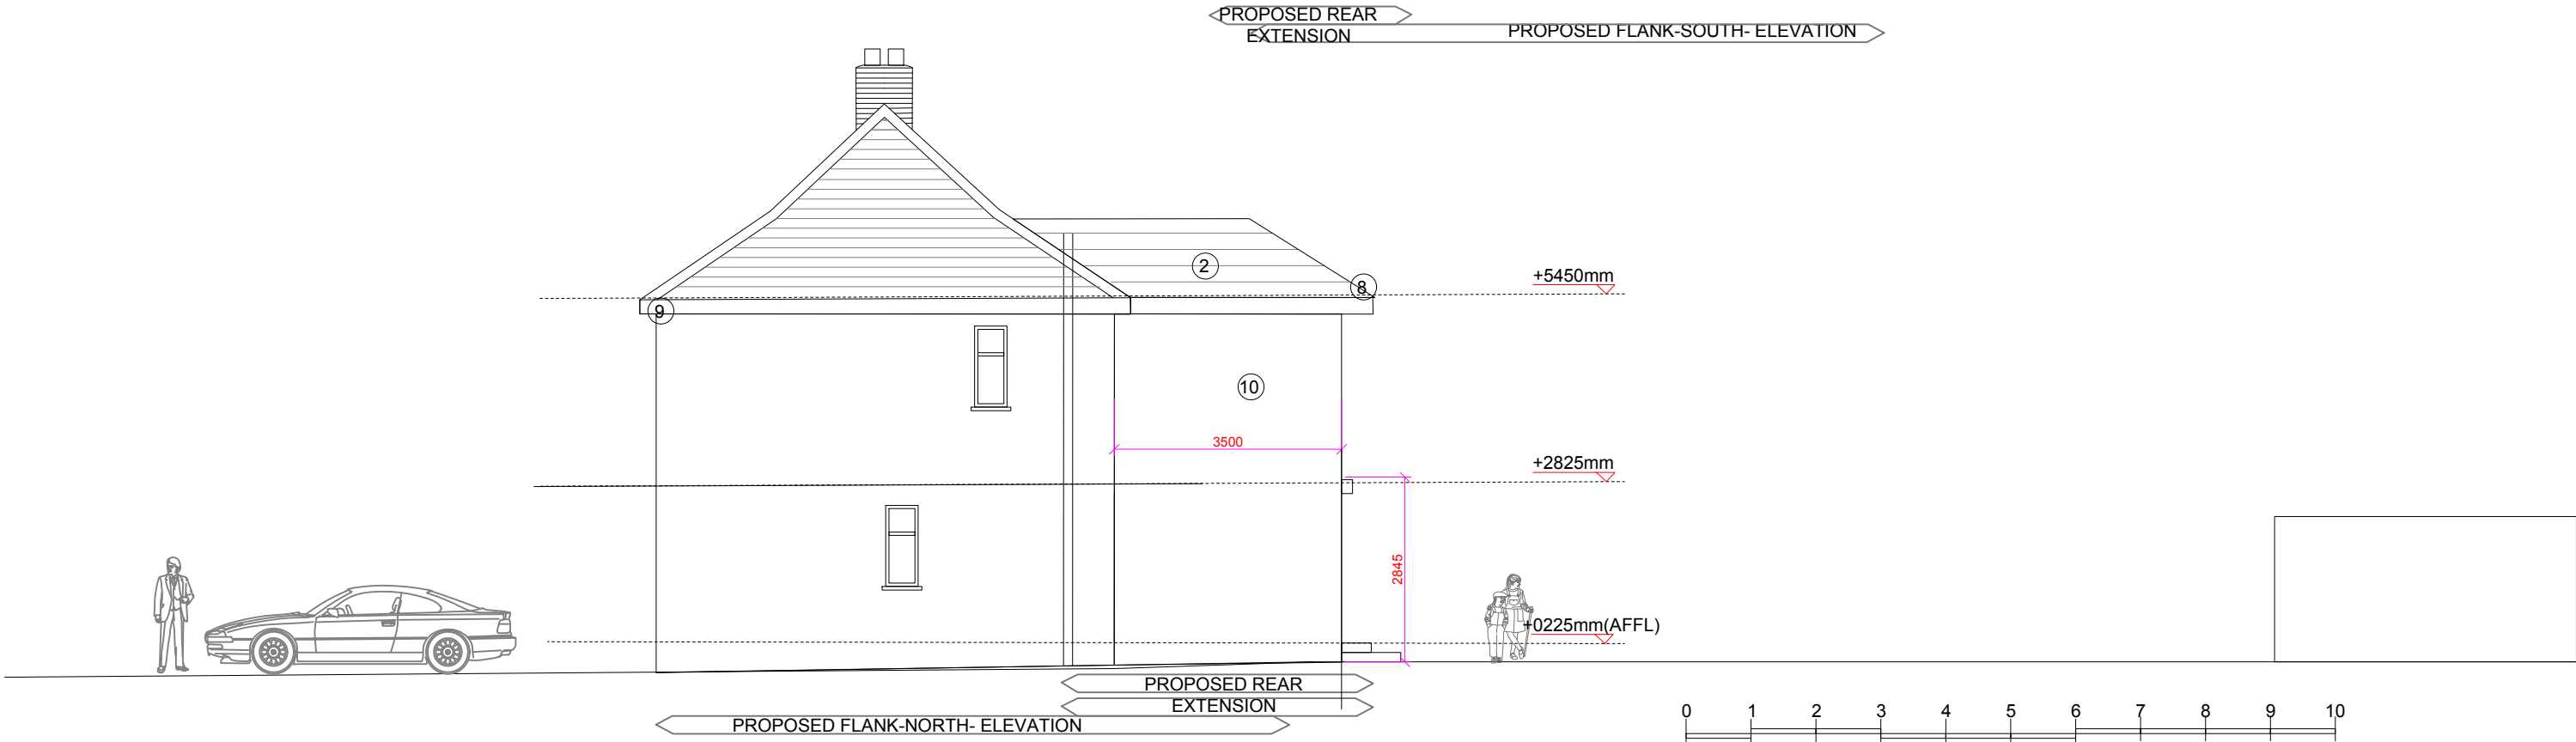 PROPOSED REAR
EXTENSION
PROPOSED FLANK-SOUTH- ELEVATION
2
8
+5450mm
9
10
3500
+2825mm
2845
+0225mm(AFFL)
PROPOSED REAR
EXTENSION
PROPOSED FLANK-NORTH- ELEVATION
0 1 2 3 4 5 6 7 8 9 10